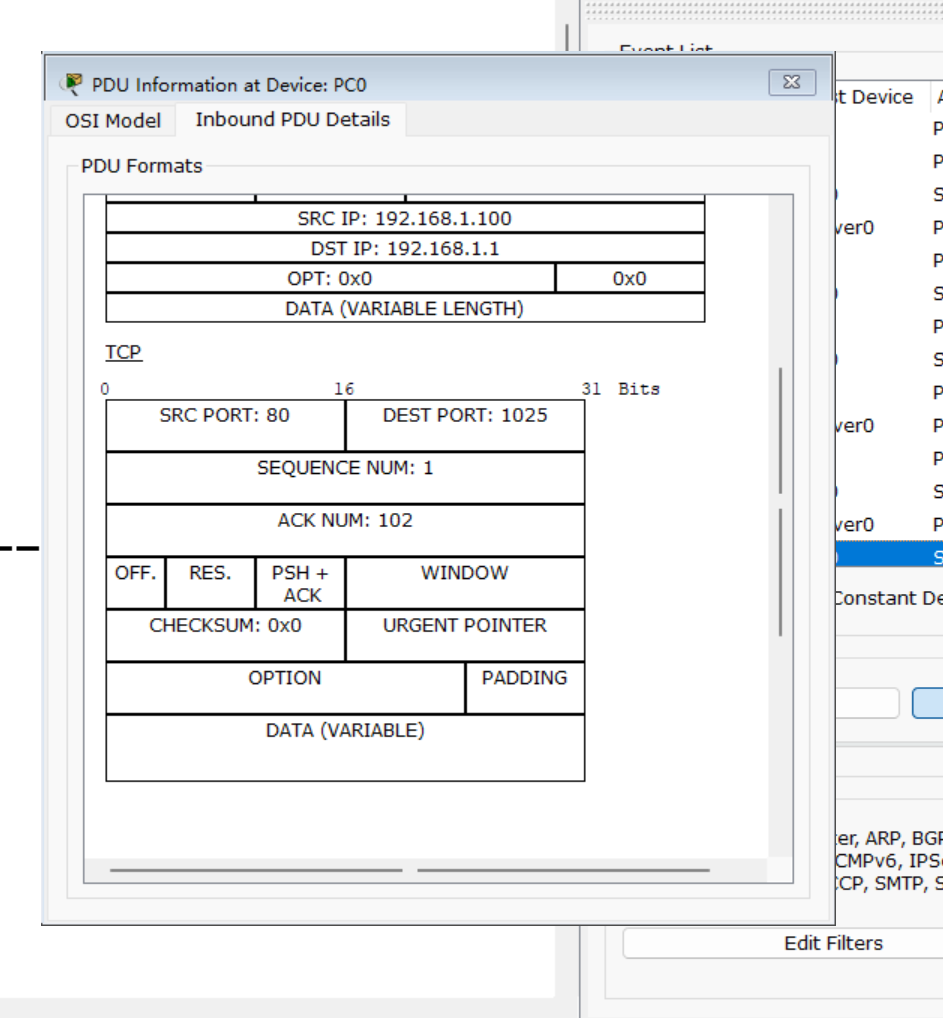 Event List
PDU Information at Device: PC0
OSI Model
Inbound PDU Details
t Device
PDU Formats
SRC IP: 192.168.1.100
DST IP: 192.168.1.1
OPT: 0x0 0x0
DATA (VARIABLE LENGTH)
TCP
0 16 31 Bits
SRC PORT: 80 DEST PORT: 1025
SEQUENCE NUM: 1
ACK NUM: 102
OFF. RES. PSH + ACK WINDOW
CHECKSUM: 0x0 URGENT POINTER
OPTION PADDING
DATA (VARIABLE)
ver0
ver0
ver0
Constant De
er, ARP, BGP
CMPv6, IPSe
CCP, SMTP, S
Edit Filters